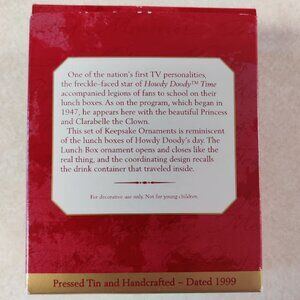 One of the nation's first TV personalities,
the freckle-faced star of Howdy Doody™ Time
accompanied legions of fans to school on their
lunch boxes. As on the program, which began in
1947, he appears here with the beautiful Princess
and Clarabelle the Clown.
This set of Keepsake Ornaments is reminiscent
of the lunch boxes of Howdy Doody's day. The
Lunch Box ornament opens and closes like the
real thing, and the coordinating design recalls
the drink container that traveled inside.
For decorative use only. Not for young children.
Pressed Tin and Handcrafted – Dated 1999